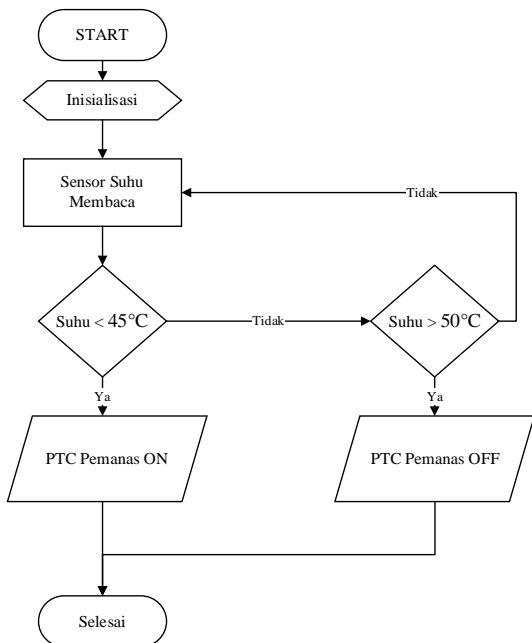 START
Inisialisasi
Sensor Suhu
Membaca
Tidak
Suhu < 45°C
Tidak
Suhu > 50°C
Ya
Ya
PTC Pemanas ON
PTC Pemanas OFF
Selesai